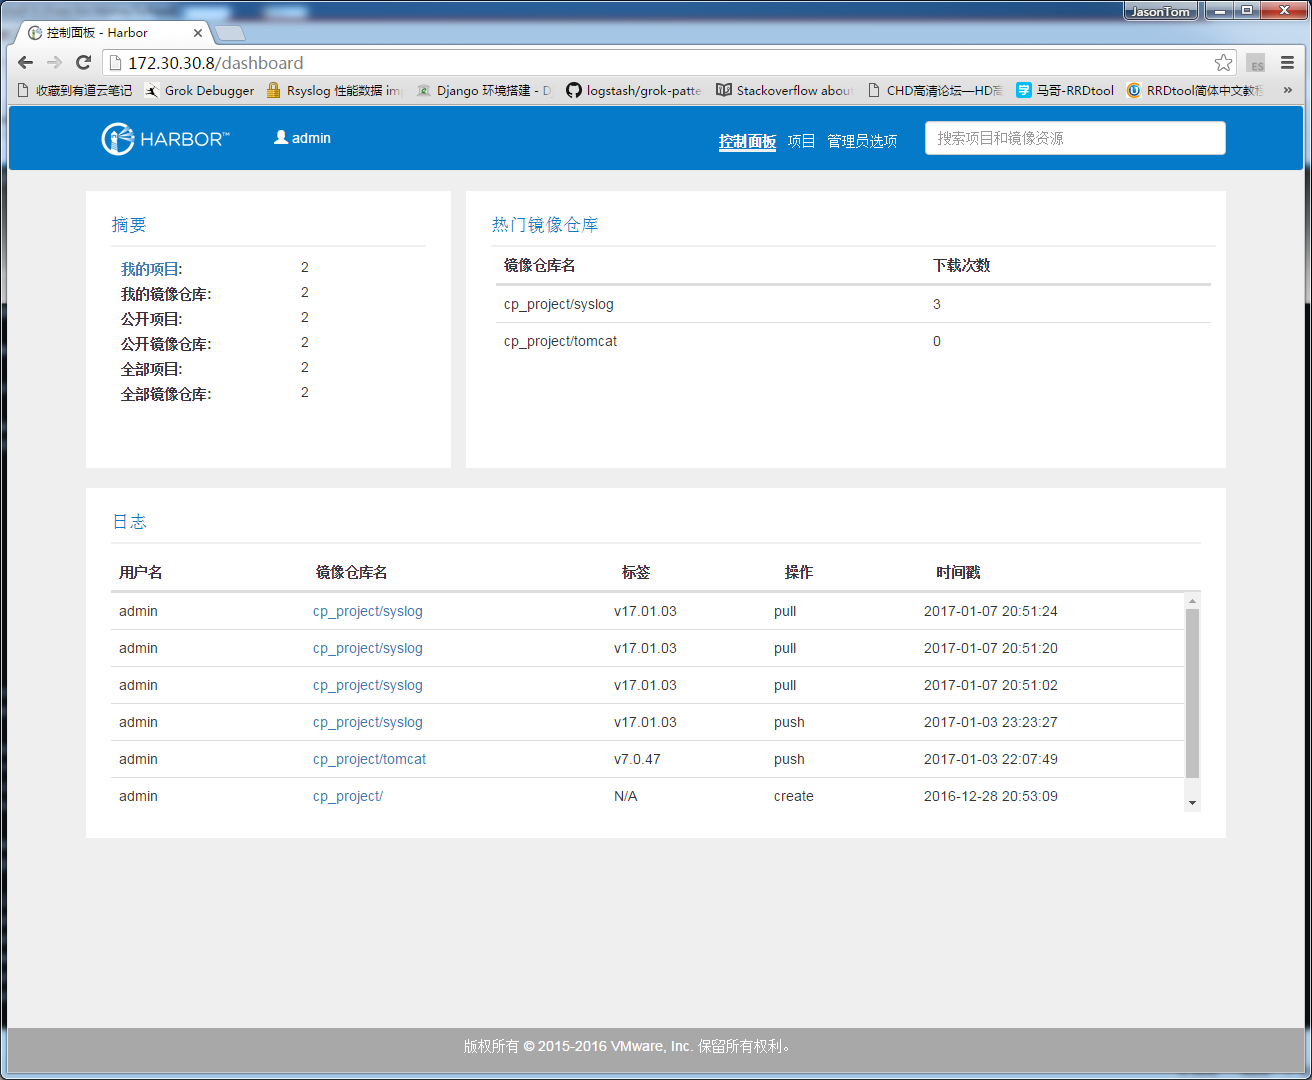 JasonTom
控制面板 - Harbor
172.30.30.8/dashboard
ES
收藏到有道云笔记 Grok Debugger Rsyslog 性能数据 im Django 环境搭建 - D logstash/grok-patte Stackoverflow about CHD高清论坛—HD高 马哥-RRDtool RRDtool简体中文教程 »
HARBOR™ admin 控制面板 项目 管理员选项 搜索项目和镜像资源
摘要
我的项目: 2
我的镜像仓库: 2
公开项目: 2
公开镜像仓库: 2
全部项目: 2
全部镜像仓库: 2
热门镜像仓库
镜像仓库名 下载次数
cp_project/syslog 3
cp_project/tomcat 0
日志
用户名 镜像仓库名 标签 操作 时间戳
admin cp_project/syslog v17.01.03 pull 2017-01-07 20:51:24
admin cp_project/syslog v17.01.03 pull 2017-01-07 20:51:20
admin cp_project/syslog v17.01.03 pull 2017-01-07 20:51:02
admin cp_project/syslog v17.01.03 push 2017-01-03 23:23:27
admin cp_project/tomcat v7.0.47 push 2017-01-03 22:07:49
admin cp_project/ N/A create 2016-12-28 20:53:09
版权所有 © 2015-2016 VMware, Inc. 保留所有权利。